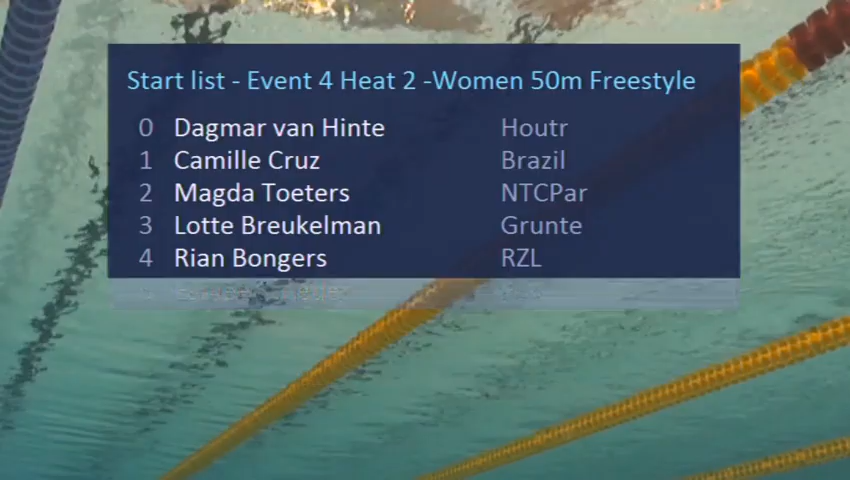 Start list - Event 4 Heat 2 -Women 50m Freestyle
0 Dagmar van Hinte Houtr
1 Camille Cruz Brazil
2 Magda Toeters NTCPar
3 Lotte Breukelman Grunte
4 Rian Bongers RZL